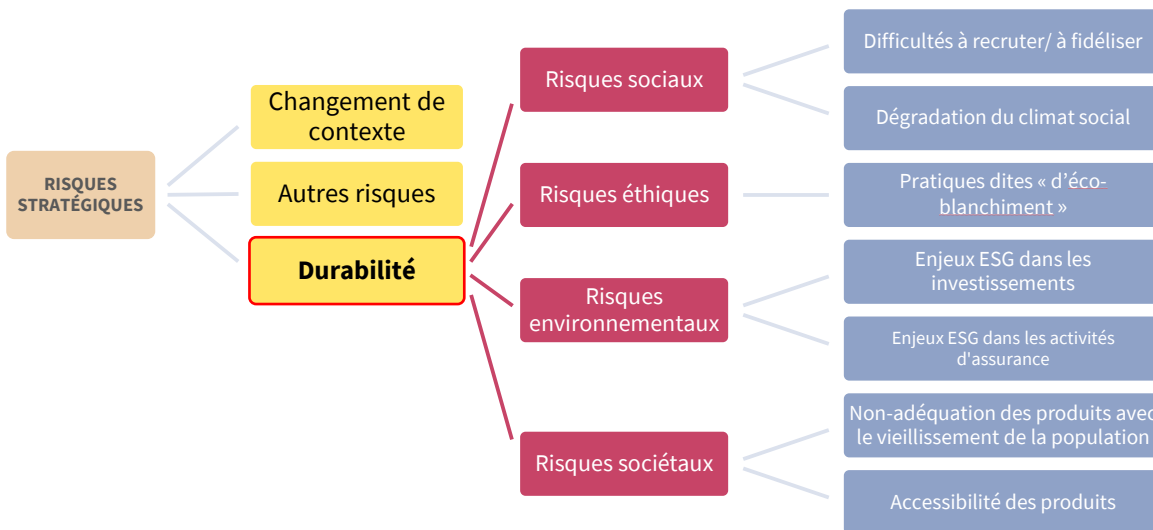 RISQUES
STRATÉGIQUES
Changement de
contexte
Autres risques
Durabilité
Risques sociaux
Risques éthiques
Risques
environnementaux
Risques sociétaux
Difficultés à recruter/ à fidéliser
Dégradation du climat social
Pratiques dites « d’éco-
blanchiment »
Enjeux ESG dans les
investissements
Enjeux ESG dans les activités
d'assurance
Non-adéquation des produits avec
le vieillissement de la population
Accessibilité des produits